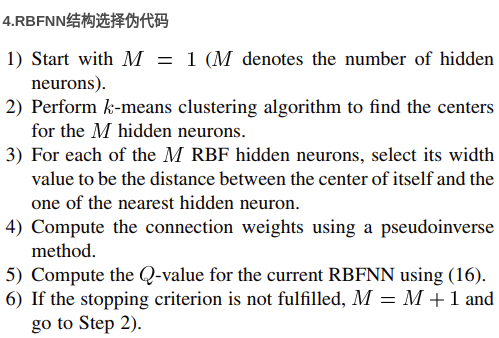 4.RBFNN结构选择伪代码
1) Start with M = 1 (M denotes the number of hidden
neurons).
2) Perform k-means clustering algorithm to find the centers
for the M hidden neurons.
3) For each of the M RBF hidden neurons, select its width
value to be the distance between the center of itself and the
one of the nearest hidden neuron.
4) Compute the connection weights using a pseudoinverse
method.
5) Compute the Q-value for the current RBFNN using (16).
6) If the stopping criterion is not fulfilled, M = M + 1 and
go to Step 2).